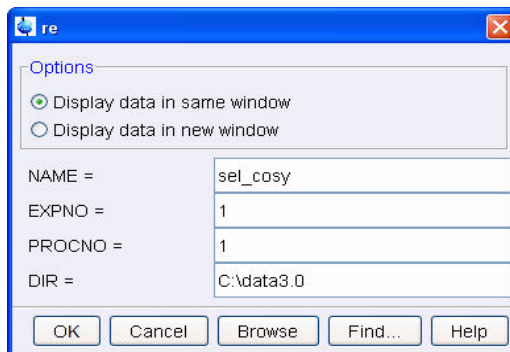 re
Options
Display data in same window
Display data in new window
NAME = sel_cosy
EXPNO = 1
PROCNO = 1
DIR = C:\data3.0
OK Cancel Browse Find... Help